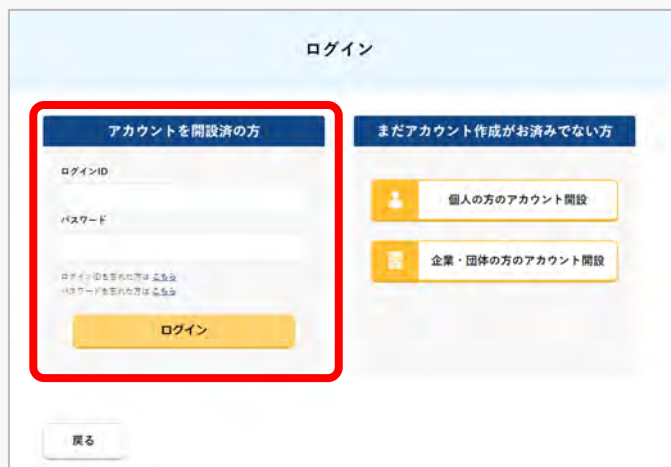 ログイン
アカウントを開設済の方
ログインID
パスワード
ログインIDを忘れた方は こちら
パスワードを忘れた方は こちら
ログイン
まだアカウント作成がお済みでない方
個人の方のアカウント開設
企業・団体の方のアカウント開設
戻る